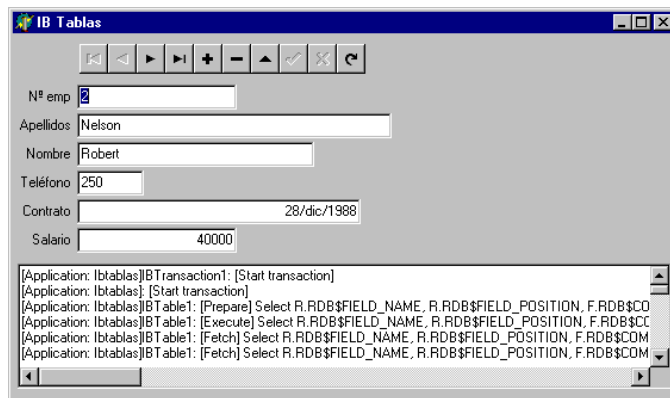 IB Tablas
Nº emp 2
Apellidos Nelson
Nombre Robert
Teléfono 250
Contrato 28/dic/1988
Salario 40000
[Application: Ibtablas]IBTransaction1: [Start transaction]
[Application: Ibtablas]: [Start transaction]
[Application: Ibtablas]IBTable1: [Prepare] Select R.RDB$FIELD_NAME, R.RDB$FIELD_POSITION, F.RDB$CO
[Application: Ibtablas]IBTable1: [Execute] Select R.RDB$FIELD_NAME, R.RDB$FIELD_POSITION, F.RDB$CO
[Application: Ibtablas]IBTable1: [Fetch] Select R.RDB$FIELD_NAME, R.RDB$FIELD_POSITION, F.RDB$COM
[Application: Ibtablas]IBTable1: [Fetch] Select R.RDB$FIELD_NAME, R.RDB$FIELD_POSITION, F.RDB$COM